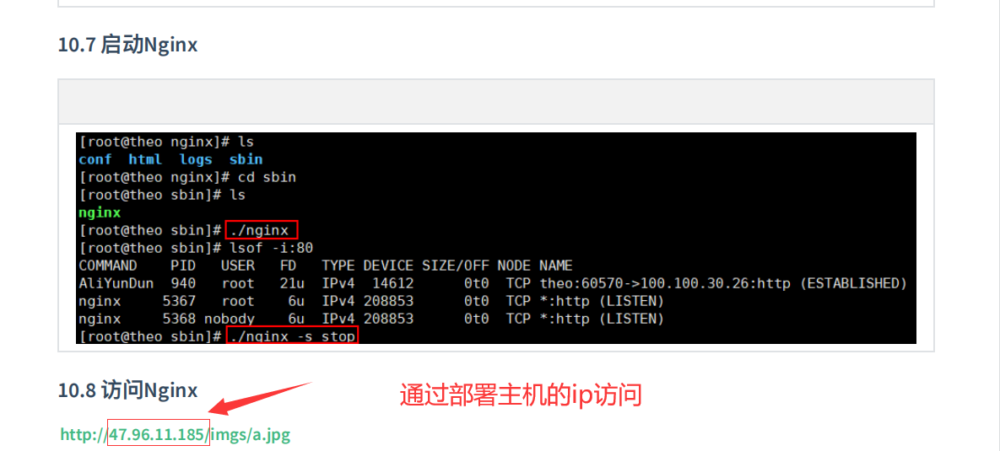 10.7 启动Nginx
[root@theo nginx]# ls
conf  html  logs  sbin
[root@theo nginx]# cd sbin
[root@theo sbin]# ls
nginx
[root@theo sbin]# ./nginx
[root@theo sbin]# lsof -i:80
COMMAND    PID   USER   FD   TYPE DEVICE SIZE/OFF NODE NAME
AliYunDun  940   root   21u  IPv4  14612      0t0  TCP theo:60570->100.100.30.26:http (ESTABLISHED)
nginx     5367   root    6u  IPv4 208853      0t0  TCP *:http (LISTEN)
nginx     5368 nobody    6u  IPv4 208853      0t0  TCP *:http (LISTEN)
[root@theo sbin]# ./nginx -s stop
10.8 访问Nginx
通过部署主机的ip访问
http://47.96.11.185/imgs/a.jpg